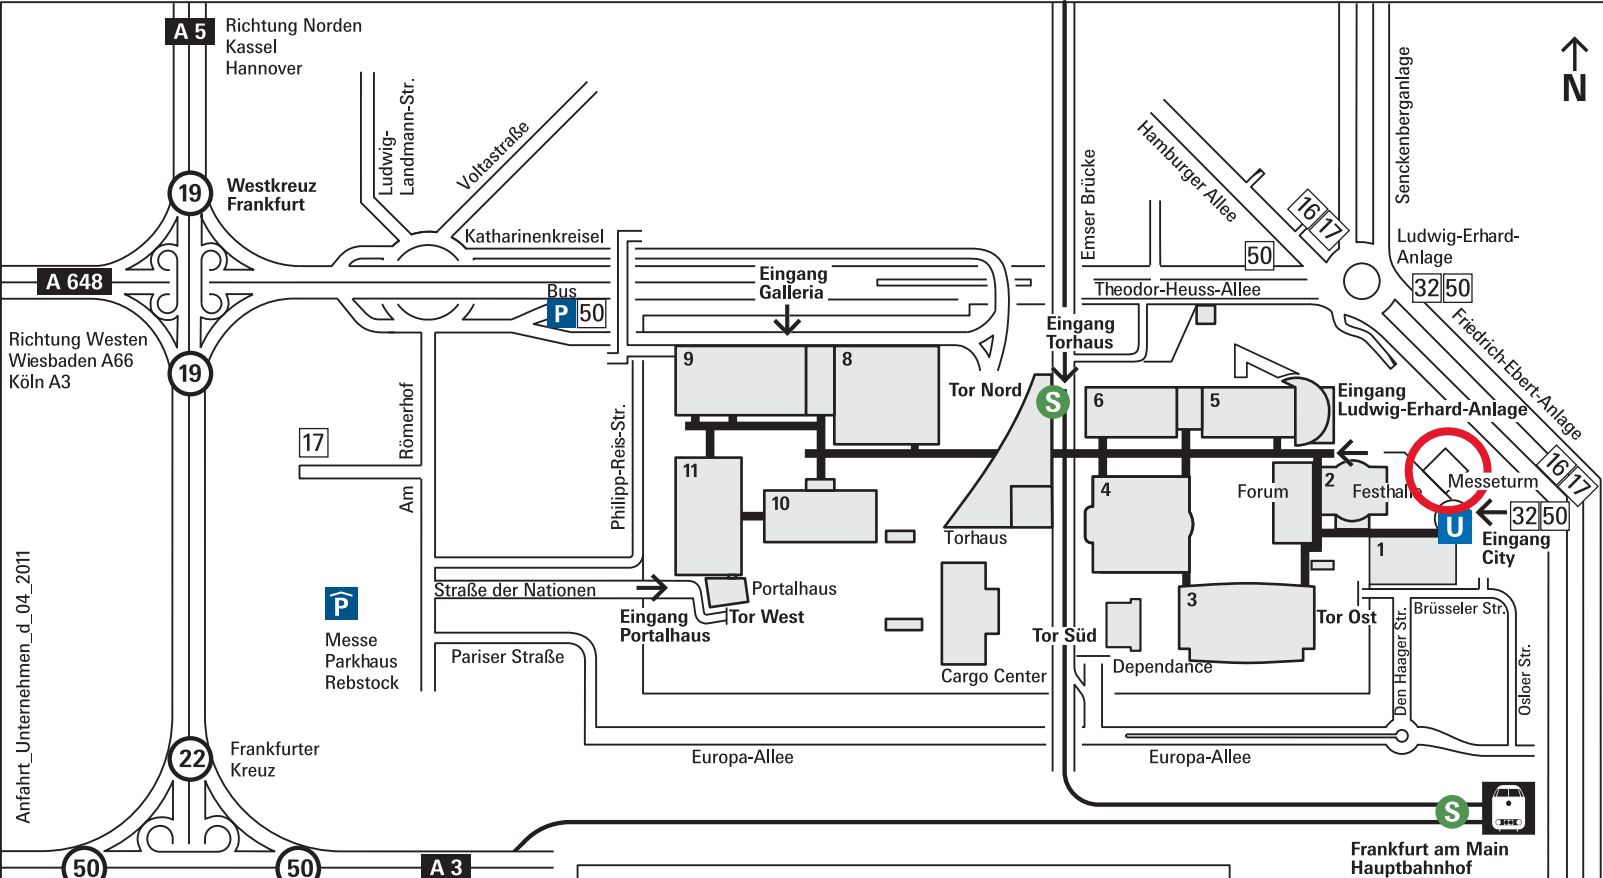 A 5
Richtung Norden
Kassel
Hannover
Ludwig-
Landmann-Str.
Voltastraße
Emser Brücke
Hamburger Allee
Senckenberganlage
N
19
Westkreuz
Frankfurt
Katharinenkreisel
16
17
50
Ludwig-Erhard-
Anlage
32
50
A 648
Eingang
Galleria
Bus
P
50
Theodor-Heuss-Allee
Friedrich-Ebert-Anlage
Richtung Westen
Wiesbaden A66
Köln A3
19
Eingang
Torhaus
9
8
Tor Nord
S
6
5
Eingang
Ludwig-Erhard-Anlage
Am Römerhof
17
Philipp-Reis-Str.
11
10
4
Forum
2
Festhalle
Messeturm
16
17
Torhaus
U
32
50
Eingang
City
1
Straße der Nationen
Portalhaus
Eingang
Portalhaus
Tor West
3
Tor Ost
Brüsseler Str.
P
Messe
Parkhaus
Rebstock
Pariser Straße
Tor Süd
Dependance
Cargo Center
Den Haager Str.
Osloer Str.
Anfahrt_Unternehmen_d_04_2011
22
Frankfurter
Kreuz
Europa-Allee
Europa-Allee
S
Frankfurt am Main
Hauptbahnhof
50
50
A 3